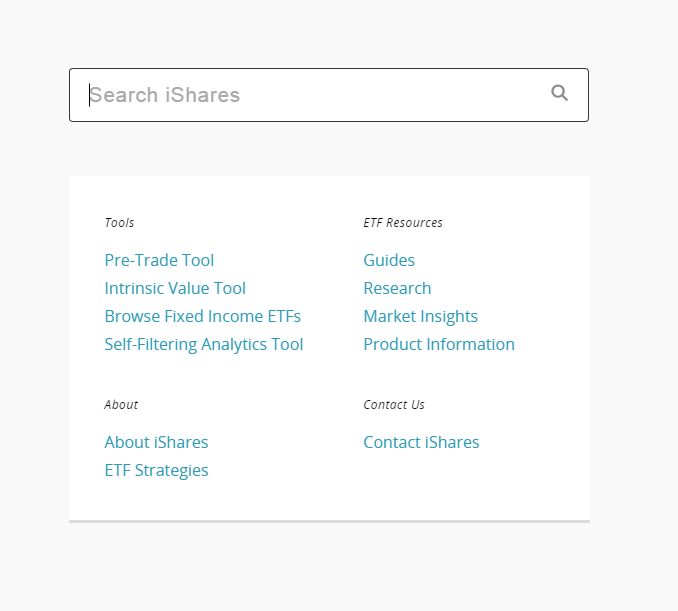 Search iShares
Tools
Pre-Trade Tool
Intrinsic Value Tool
Browse Fixed Income ETFs
Self-Filtering Analytics Tool
ETF Resources
Guides
Research
Market Insights
Product Information
About
About iShares
ETF Strategies
Contact Us
Contact iShares